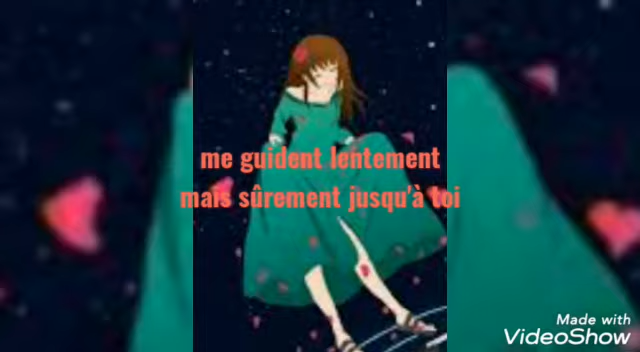 me guident lentement
mais sûrement jusqu'à toi
Made with
VideoShow